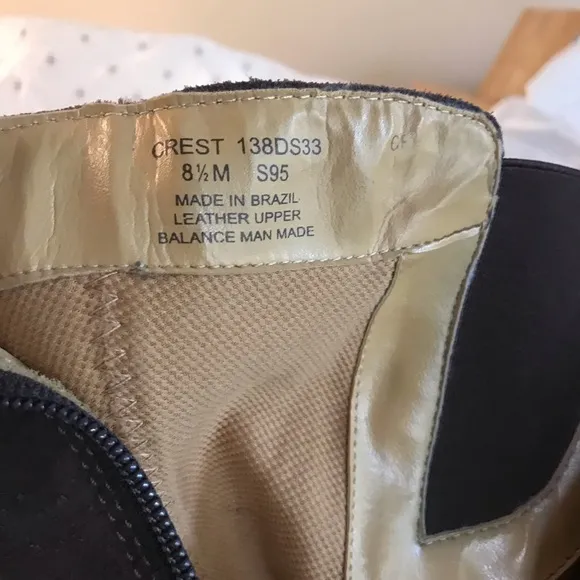 CREST 138DS33
8½M S95
MADE IN BRAZIL
LEATHER UPPER
BALANCE MAN MADE